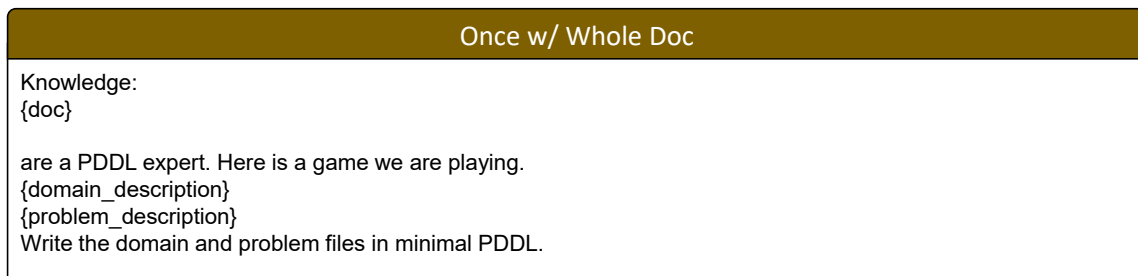 Once w/ Whole Doc
Knowledge:
{doc}
are a PDDL expert. Here is a game we are playing.
{domain_description}
{problem_description}
Write the domain and problem files in minimal PDDL.